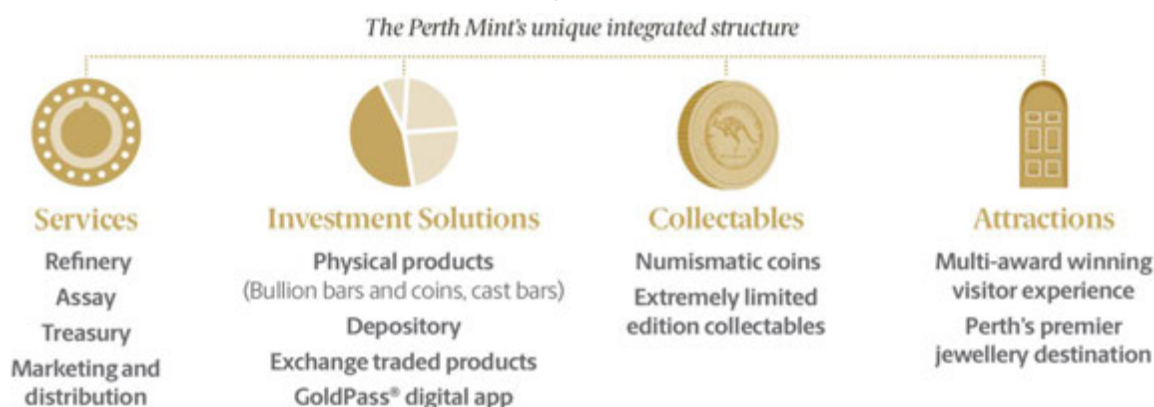 The Perth Mint's unique integrated structure
Services
Refinery
Assay
Treasury
Marketing and
distribution
Investment Solutions
Physical products
(Bullion bars and coins, cast bars)
Depository
Exchange traded products
GoldPass® digital app
Collectables
Numismatic coins
Extremely limited
edition collectables
Attractions
Multi-award winning
visitor experience
Perth's premier
jewellery destination